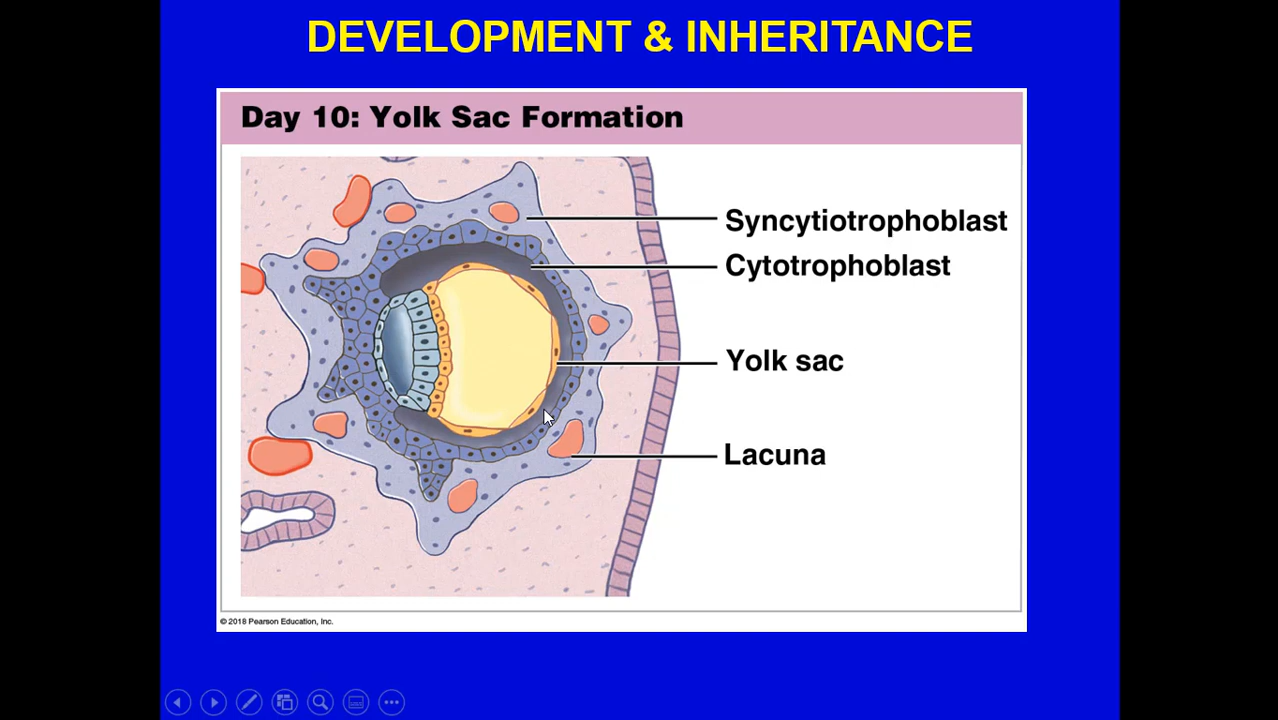 DEVELOPMENT & INHERITANCE
Day 10: Yolk Sac Formation
Syncytiotrophoblast
Cytotrophoblast
Yolk sac
Lacuna
© 2018 Pearson Education, Inc.